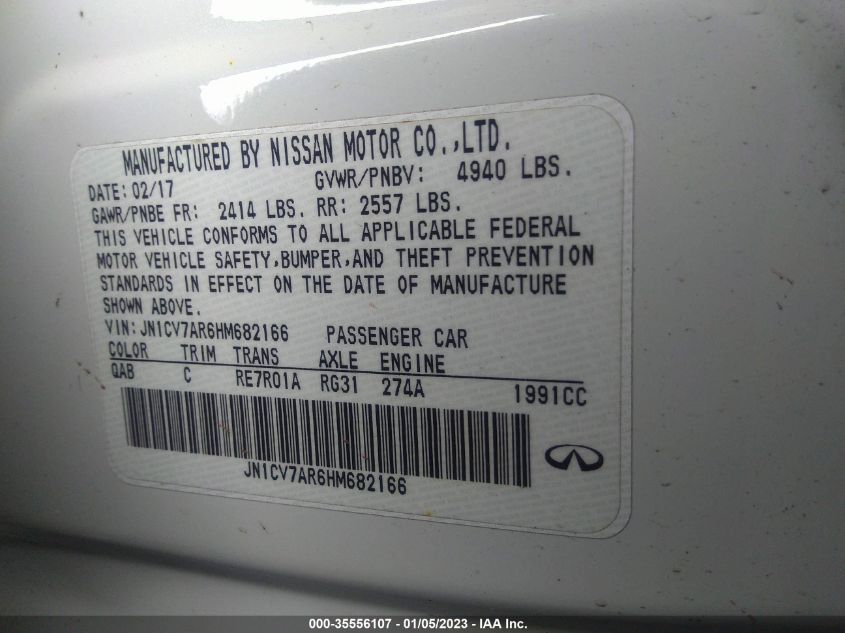 MANUFACTURED BY NISSAN MOTOR CO.,LTD.
DATE: 02/17 GVWR/PNBV: 4940 LBS.
GAWR/PNBE FR: 2414 LBS. RR: 2557 LBS.
THIS VEHICLE CONFORMS TO ALL APPLICABLE FEDERAL
MOTOR VEHICLE SAFETY,BUMPER,AND THEFT PREVENTION
STANDARDS IN EFFECT ON THE DATE OF MANUFACTURE
SHOWN ABOVE.
VIN: JN1CV7AR6HM682166 PASSENGER CAR
COLOR TRIM TRANS AXLE ENGINE
QAB C RE7R01A RG31 274A 1991CC
JN1CV7AR6HM682166
000-35556107 - 01/05/2023 - IAA Inc.